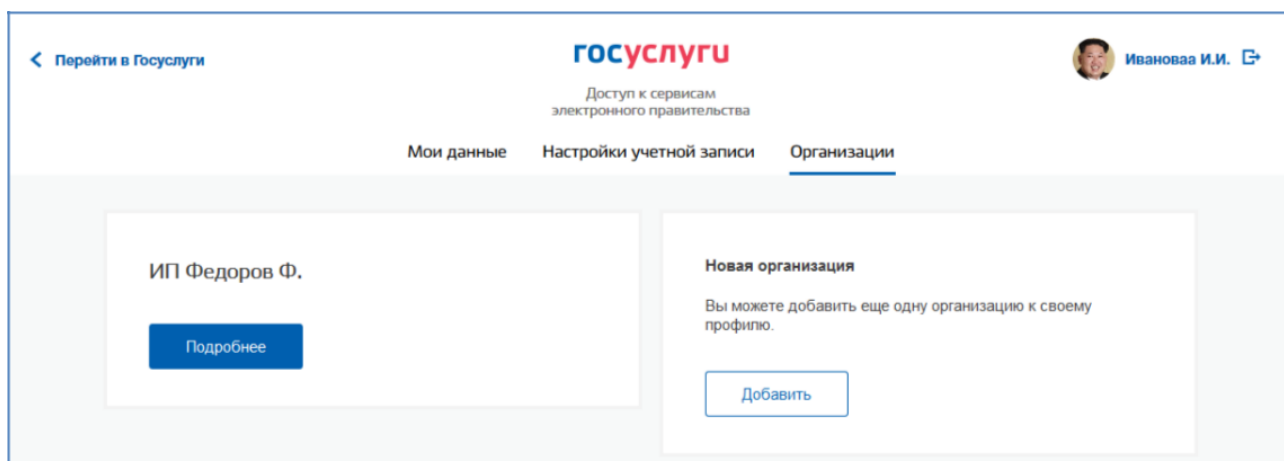 Перейти в Госуслуги
госуслуги
Ивановаа И.И.
Доступ к сервисам
электронного правительства
Мои данные Настройки учетной записи Организации
ИП Федоров Ф.
Подробнее
Новая организация
Вы можете добавить еще одну организацию к своему
профилю.
Добавить